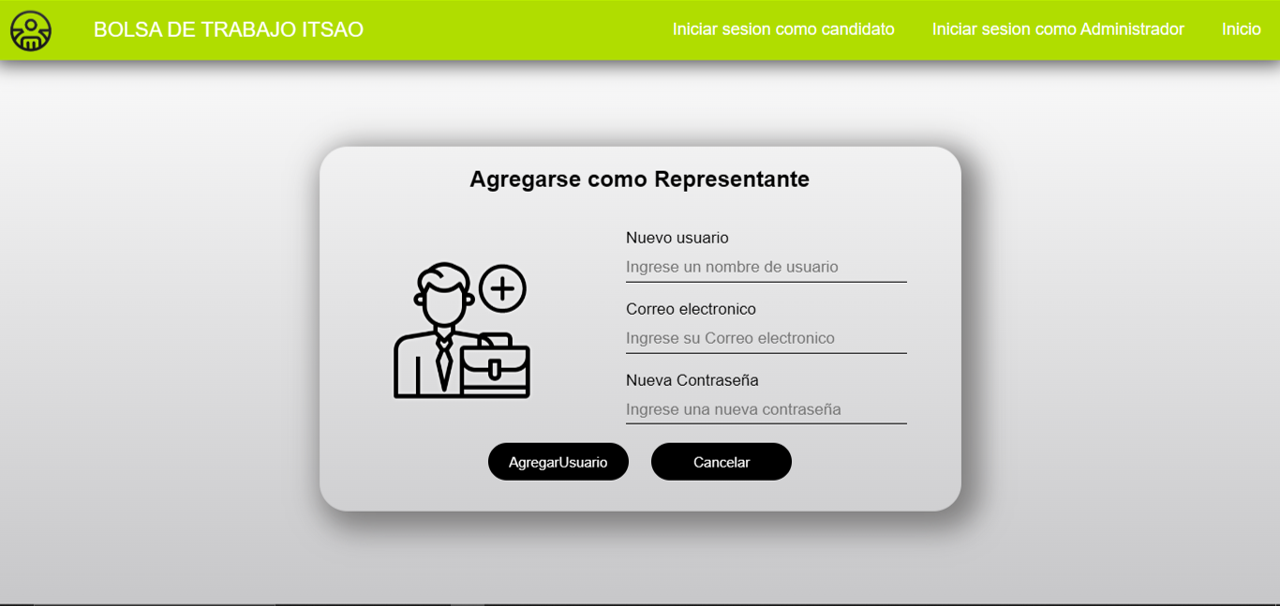 BOLSA DE TRABAJO ITSAO
Iniciar sesion como candidato
Iniciar sesion como Administrador
Inicio
Agregarse como Representante
Nuevo usuario
Ingrese un nombre de usuario
Correo electronico
Ingrese su Correo electronico
Nueva Contraseña
Ingrese una nueva contraseña
AgregarUsuario
Cancelar